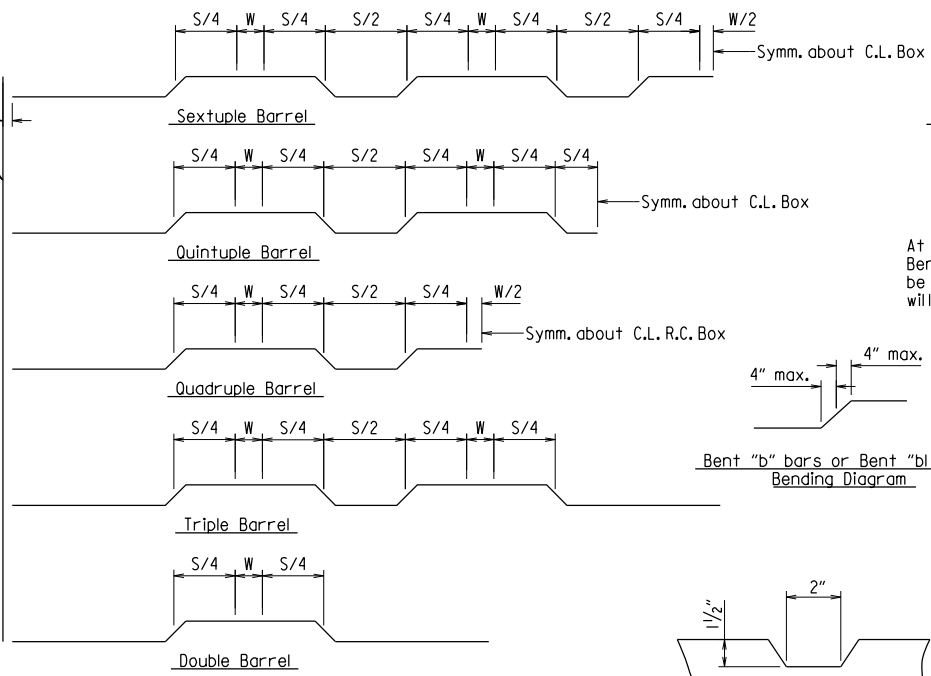 S/4 W S/4 S/2 S/4 W S/4 S/2 S/4 W/2
Symm. about C.L. Box
Sextuple Barrel
S/4 W S/4 S/2 S/4 W S/4 S/4
Symm. about C.L. Box
Quintuple Barrel
At
Ben
be
will
S/4 W S/4 S/2 S/4 W/2
Symm. about C.L. R.C. Box
Quadruple Barrel
4" max.
4" max.
S/4 W S/4 S/2 S/4 W S/4
Bent "b" bars or Bent "bl
Bending Diagram
Triple Barrel
S/4 W S/4
Double Barrel
2"
1½"